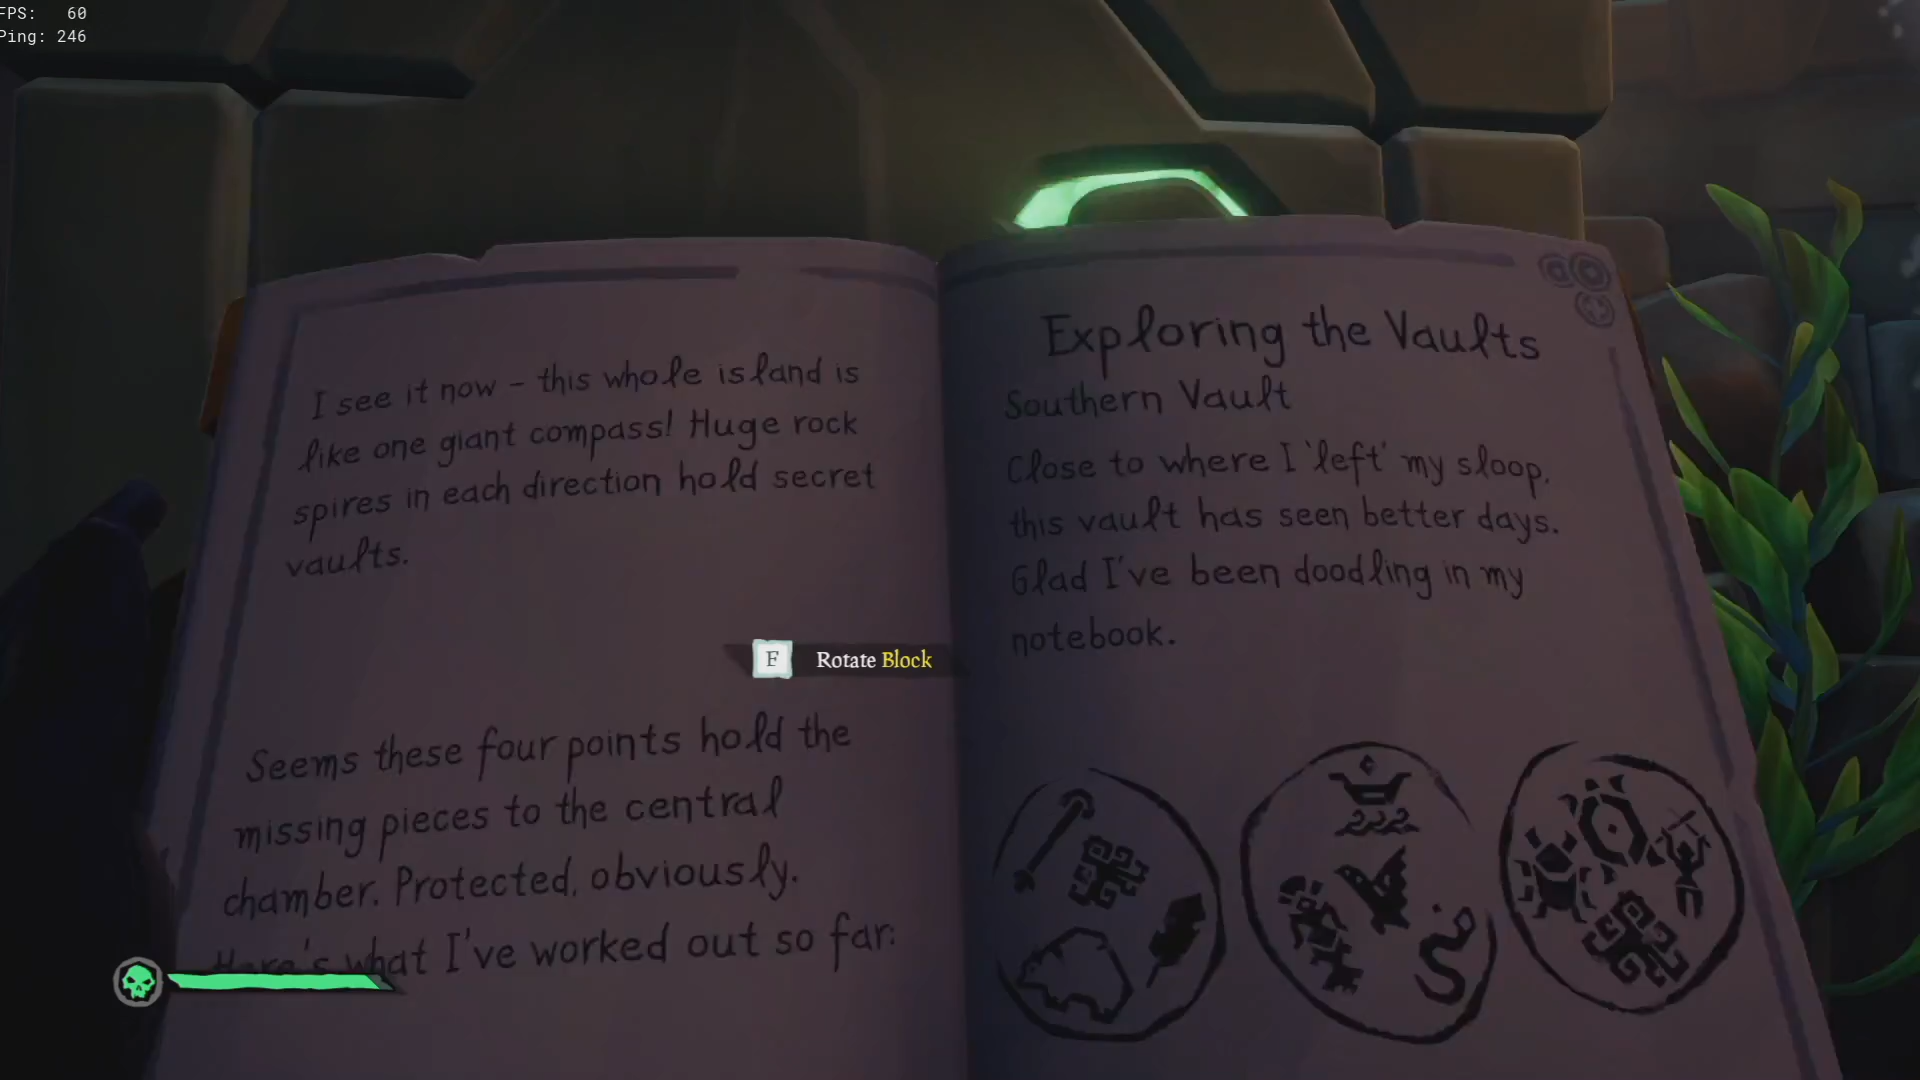 FPS: 60
Ping: 246
I see it now - this whole island is
like one giant compass! Huge rock
spires in each direction hold secret
vaults.
Seems these four points hold the
missing pieces to the central
chamber. Protected, obviously.
Here's what I've worked out so far:
F Rotate Block
Exploring the Vaults
Southern Vault
Close to where I 'left' my sloop,
this vault has seen better days.
Glad I've been doodling in my
notebook.